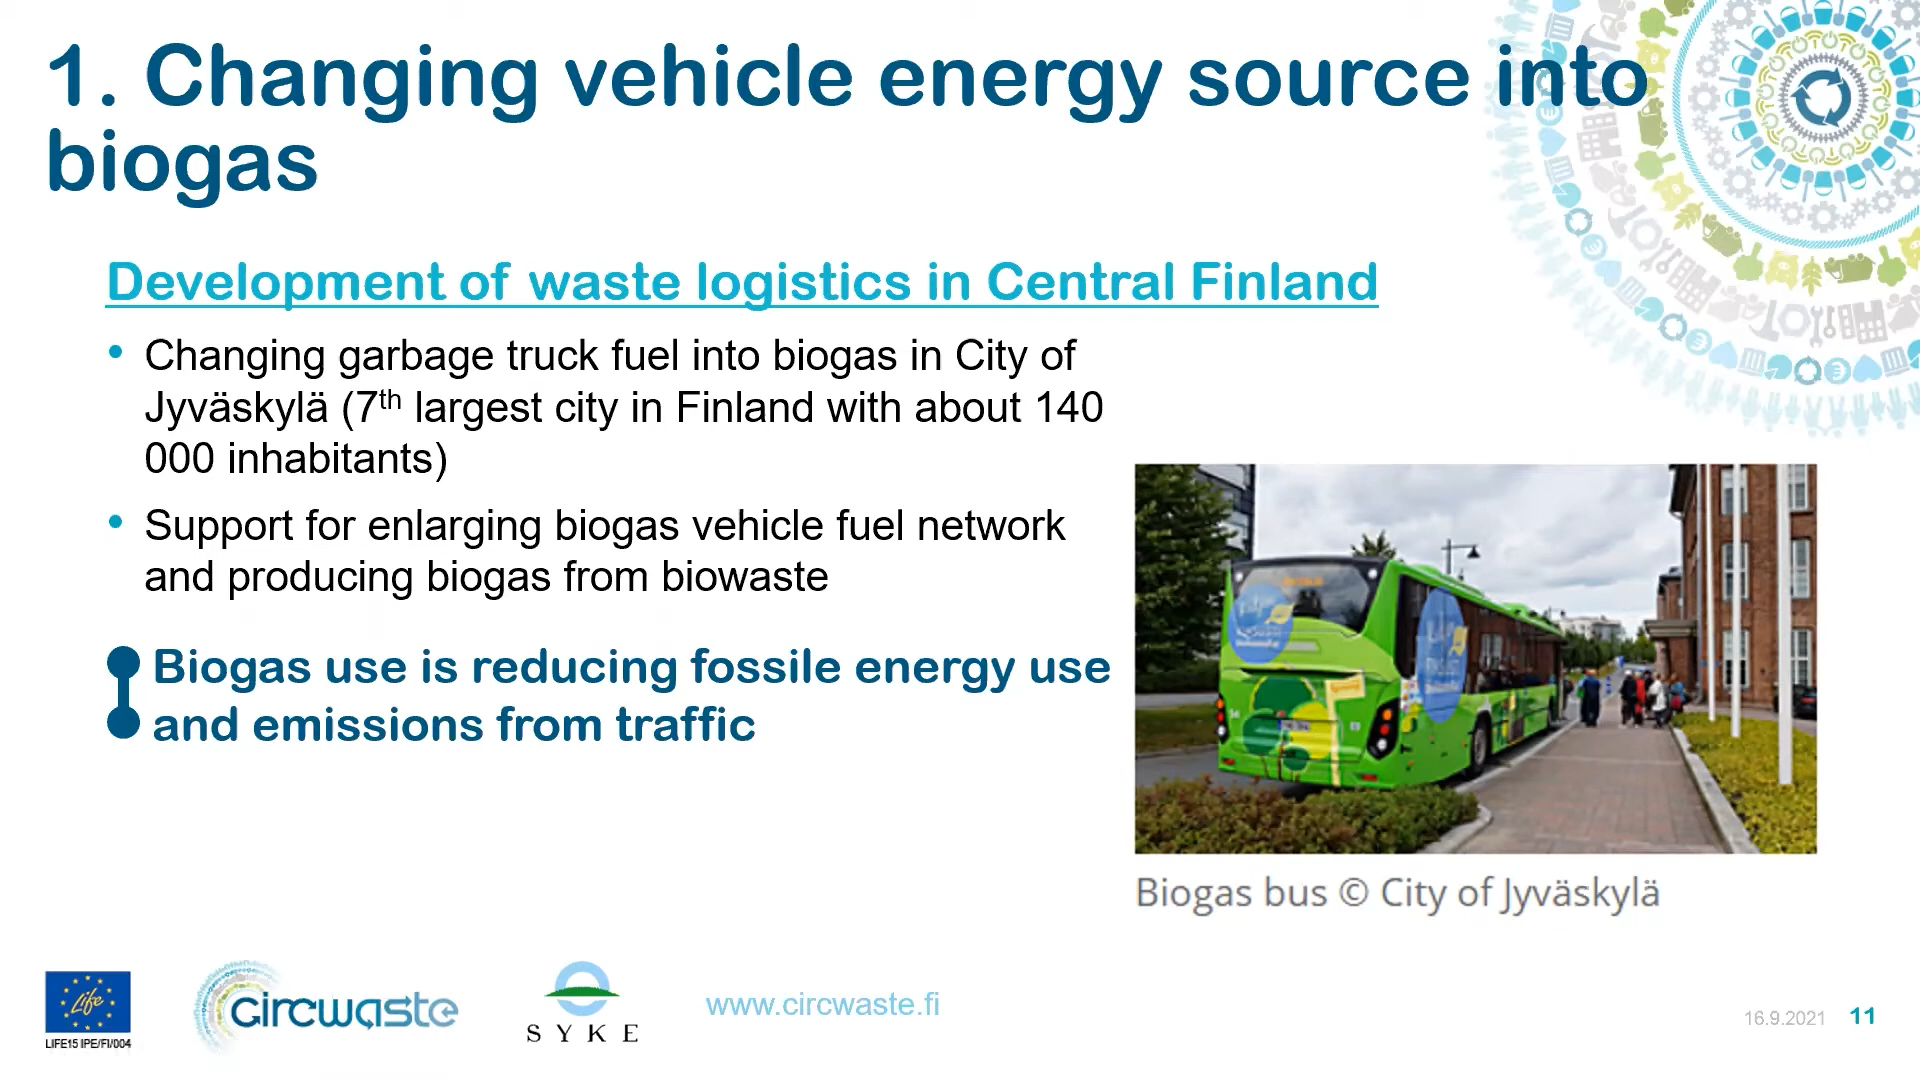 1. Changing vehicle energy source into
biogas
Development of waste logistics in Central Finland
• Changing garbage truck fuel into biogas in City of
Jyväskylä (7th largest city in Finland with about 140
000 inhabitants)
• Support for enlarging biogas vehicle fuel network
and producing biogas from biowaste
Biogas use is reducing fossile energy use
and emissions from traffic
Biogas bus © City of Jyväskylä
Life
LIFE15 IPE/FI/004
circwaste
SYKE
www.circwaste.fi
16.9.2021 11